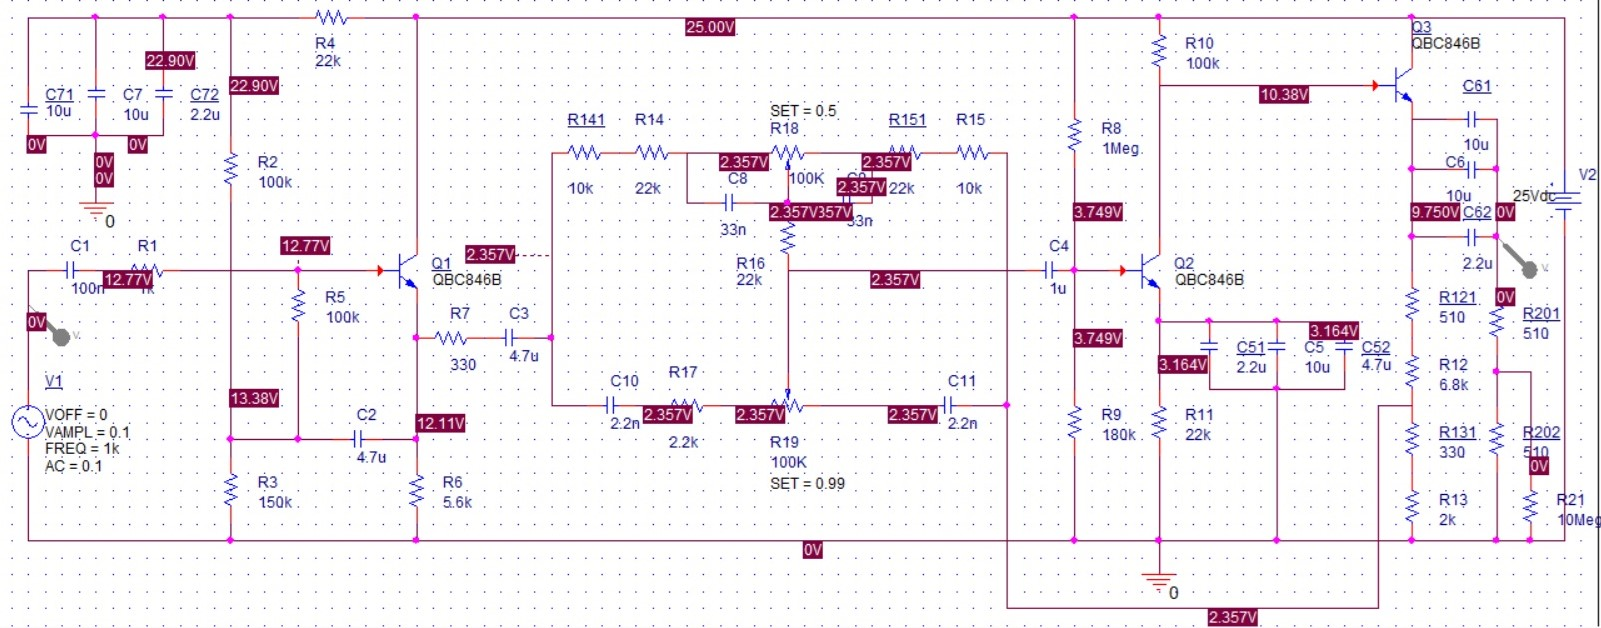 25.00V
Q3
QBC846B
R4
22k
R10
100k
22.90V
22.90V
C71
10u
C7
10u
C72
2.2u
10.38V
C61
10u
SET = 0.5
R141
R14
R18
R151
R15
R8
1Meg
0V
0V
0V
0V
R2
100k
2.357V
2.357V
C6
10u
V2
25Vdc
10k
22k
C8
100K
2.357V
22k
10k
33n
2.357V
357V
33n
3.749V
9.750V
C62
0V
2.2u
0
C1
100n
R1
1k
12.77V
12.77V
2.357V
Q1
QBC846B
R16
22k
2.357V
C4
1u
Q2
QBC846B
V
R5
100k
R7
330
C3
4.7u
0V
V
3.749V
3.164V
3.164V
C51
2.2u
C5
10u
C52
4.7u
R121
510
0V
R201
510
R12
6.8k
V1
VOFF = 0
VAMPL = 0.1
FREQ = 1k
AC = 0.1
13.38V
C2
4.7u
12.11V
C10
2.2n
R17
2.2k
2.357V
2.357V
R19
100K
SET = 0.99
2.357V
C11
2.2n
R9
180k
R11
22k
R131
330
R202
510
0V
R3
150k
R6
5.6k
R13
2k
R21
10Meg
0V
0
2.357V